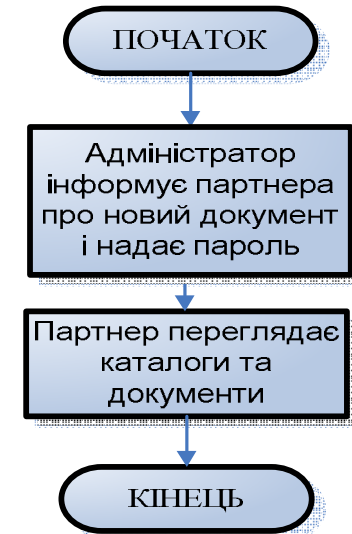 ПОЧАТОК
Адміністратор
інформує партнера
про новий документ
і надає пароль
Партнер переглядає
каталоги та
документи
КІНЕЦЬ